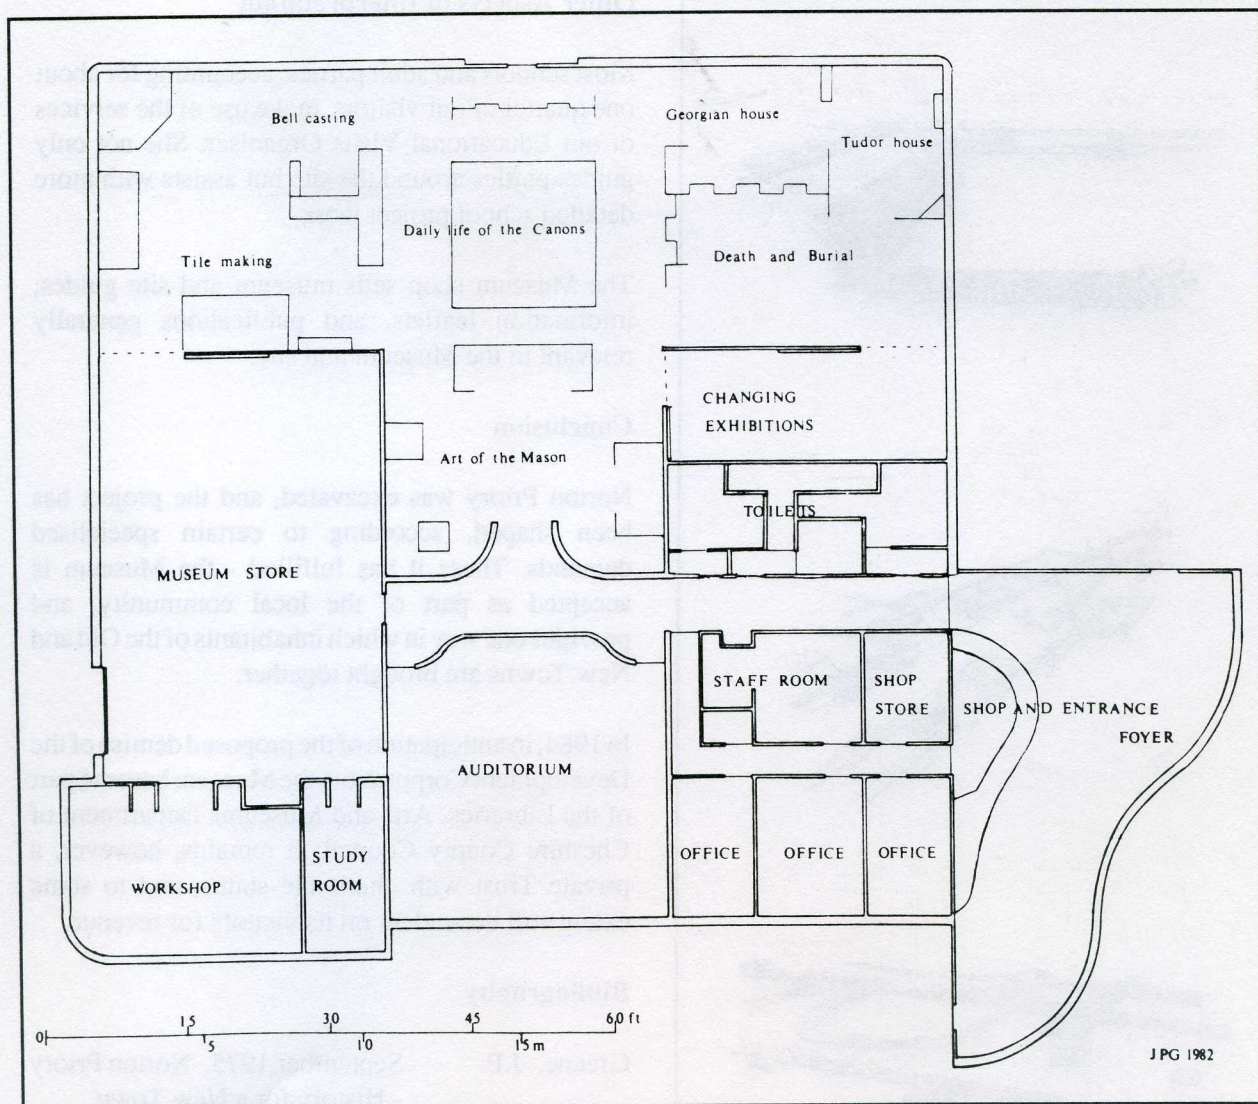 Bell casting
Georgian house
Tudor house
Daily life of the Canons
Tile making
Death and Burial
CHANGING
EXHIBITIONS
Art of the Mason
TOILETS
MUSEUM STORE
STAFF ROOM
SHOP
STORE
SHOP AND ENTRANCE
FOYER
AUDITORIUM
OFFICE
OFFICE
OFFICE
STUDY
ROOM
WORKSHOP
0 15 30 45 60 ft
5 10 15 m
JPG 1982